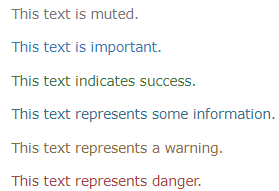 This text is muted.
This text is important.
This text indicates success.
This text represents some information.
This text represents a warning.
This text represents danger.